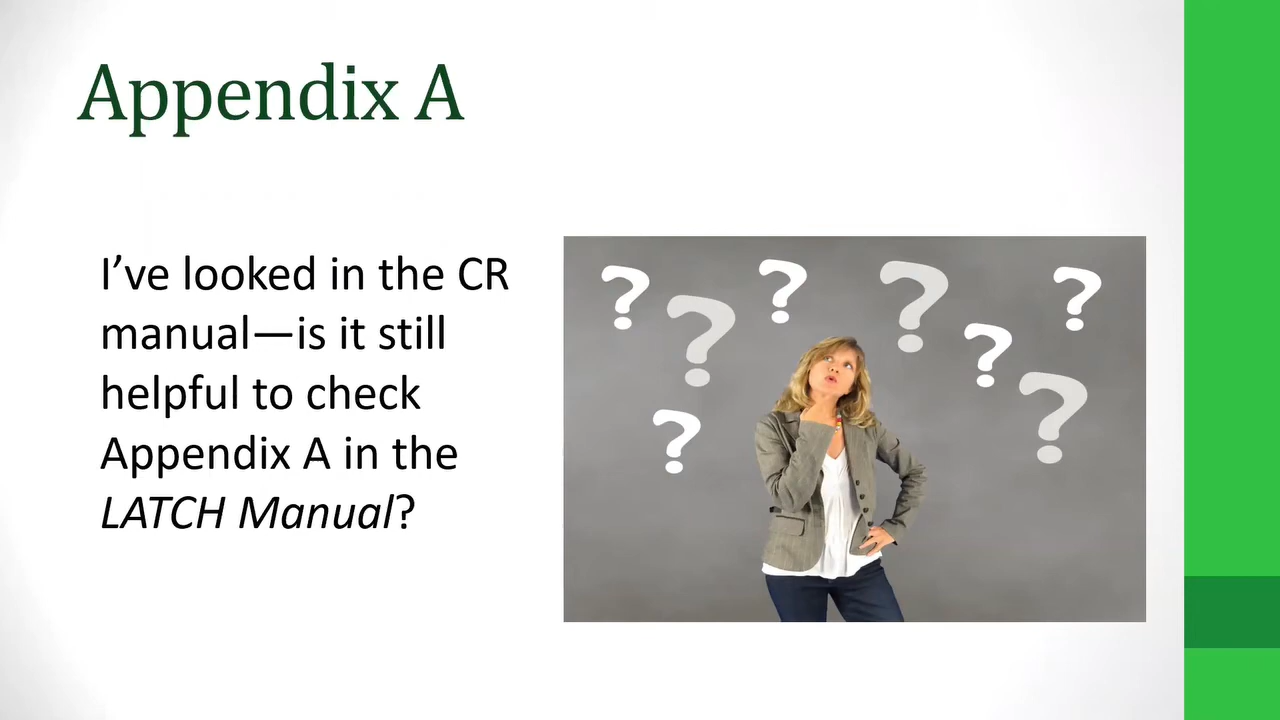 Appendix A
I’ve looked in the CR
manual—is it still
helpful to check
Appendix A in the
LATCH Manual?
? ? ? ? ? ? ? ?